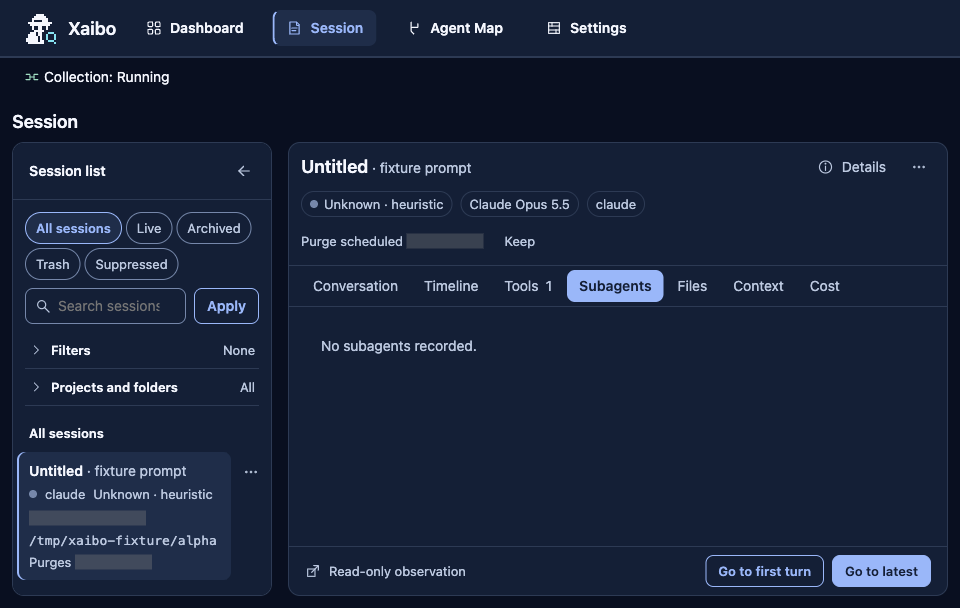 Xaibo Dashboard Session Agent Map Settings
Collection: Running
Session
Session list
All sessions Live Archived
Trash Suppressed
Search sessions Apply
Filters None
Projects and folders All
All sessions
Untitled · fixture prompt
claude Unknown · heuristic
/tmp/xaibo-fixture/alpha
Purges
Untitled · fixture prompt Details
Unknown · heuristic Claude Opus 5.5 claude
Purge scheduled Keep
Conversation Timeline Tools 1 Subagents Files Context Cost
No subagents recorded.
Read-only observation Go to first turn Go to latest